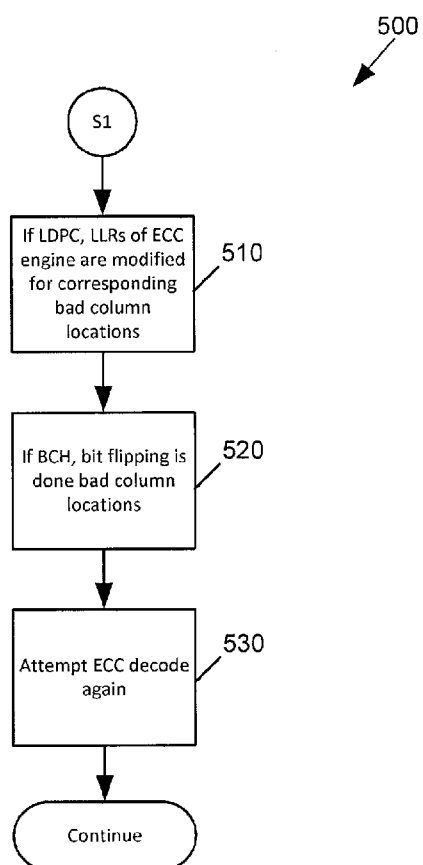 500
S1
If LDPC, LLRs of ECC
engine are modified
for corresponding
bad column
locations
510
If BCH, bit flipping is
done bad column
locations
520
Attempt ECC decode
again
530
Continue